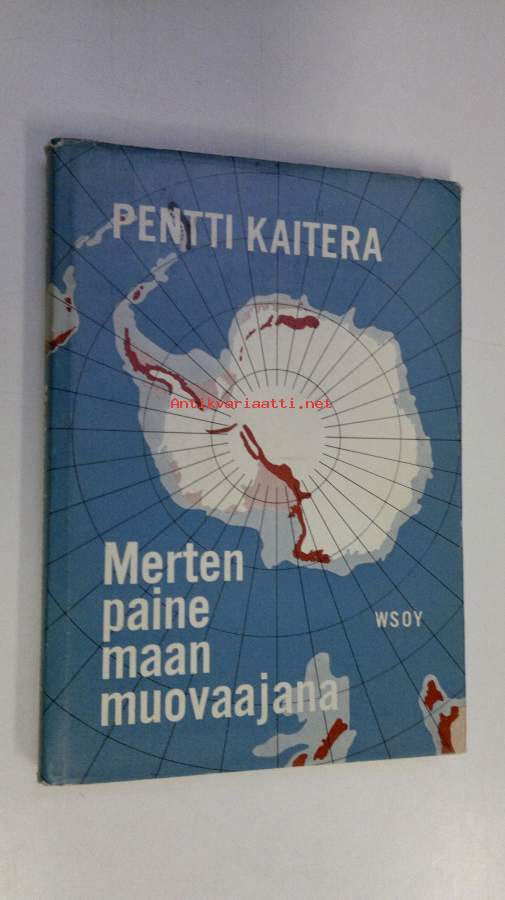 PENTTI KAITERA
Antikvariaatti.net
Merten
paine
maan
muovaajana
WSOY